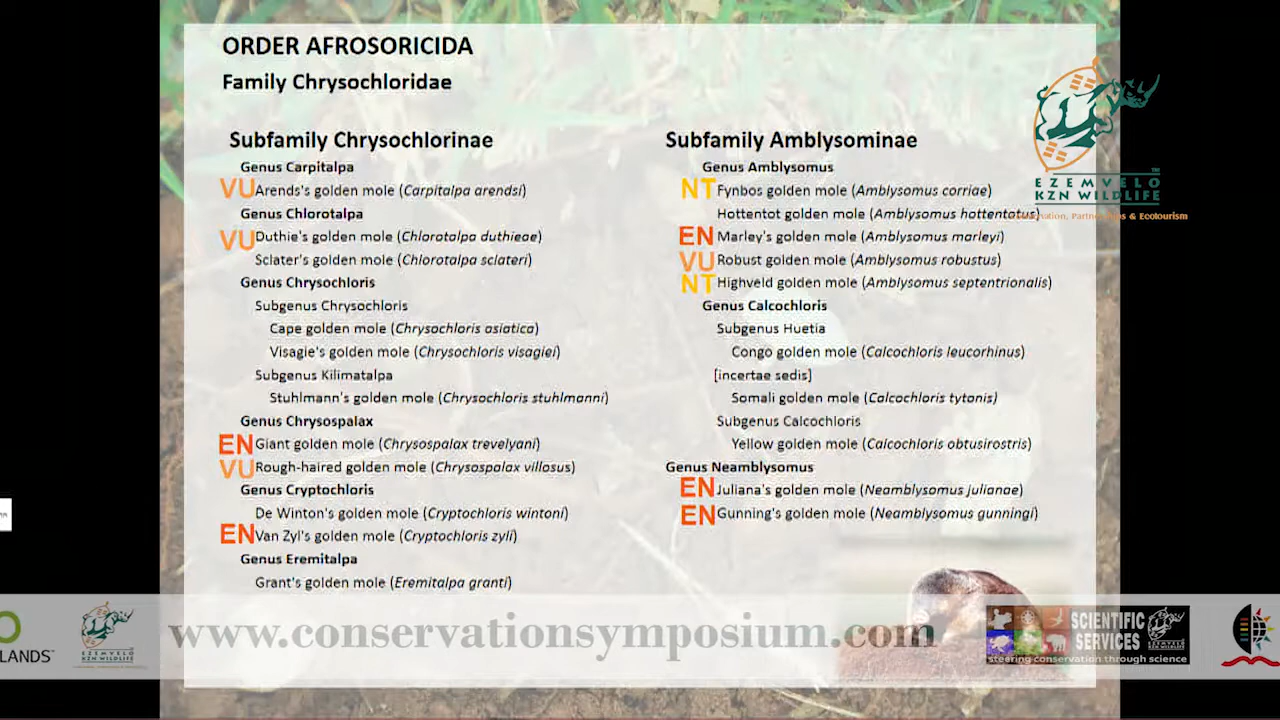 ORDER AFROSORICIDA
Family Chrysochloridae
Subfamily Chrysochlorinae
Genus Carpitalpa
VU Arends's golden mole (Carpitalpa arendsi)
Genus Chlorotalpa
VU Duthie's golden mole (Chlorotalpa duthieae)
Sclater's golden mole (Chlorotalpa sclateri)
Genus Chrysochloris
Subgenus Chrysochloris
Cape golden mole (Chrysochloris asiatica)
Visagie's golden mole (Chrysochloris visagiei)
Subgenus Kilimatalpa
Stuhlmann's golden mole (Chrysochloris stuhlmanni)
Genus Chrysospalax
EN Giant golden mole (Chrysospalax trevelyani)
VU Rough-haired golden mole (Chrysospalax villosus)
Genus Cryptochloris
De Winton's golden mole (Cryptochloris wintoni)
EN Van Zyl's golden mole (Cryptochloris zyli)
Genus Eremitalpa
Grant's golden mole (Eremitalpa granti)
Subfamily Amblysominae
Genus Amblysomus
NT Fynbos golden mole (Amblysomus corriae)
Hottentot golden mole (Amblysomus hottentotus)
EN Marley's golden mole (Amblysomus marleyi)
VU Robust golden mole (Amblysomus robustus)
NT Highveld golden mole (Amblysomus septentrionalis)
Genus Calcochloris
Subgenus Huetia
Congo golden mole (Calcochloris leucorhinus)
[incertae sedis]
Somali golden mole (Calcochloris tytonis)
Subgenus Calcochloris
Yellow golden mole (Calcochloris obtusirostris)
Genus Neamblysomus
EN Juliana's golden mole (Neamblysomus julianae)
EN Gunning's golden mole (Neamblysomus gunningi)
EZEMVELO
KZN WILDLIFE
Partnerships & Ecotourism
LANDS
EZEMVELO
KZN WILDLIFE
www.conservationsymposium.com
SCIENTIFIC
SERVICES
steering conservation through science